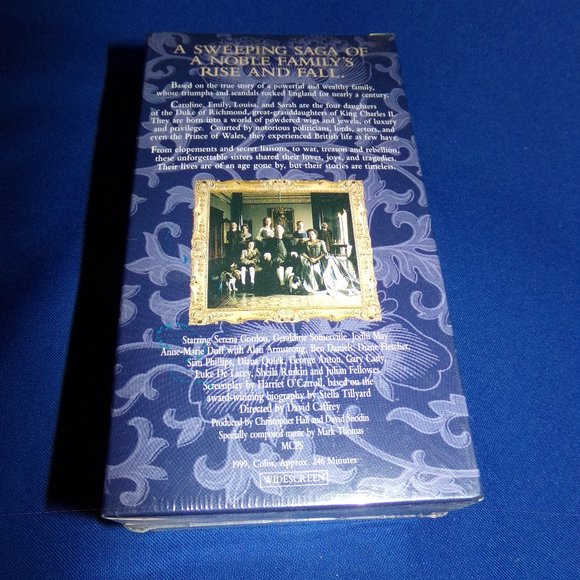 A SWEEPING SAGA OF
A NOBLE FAMILY'S
RISE AND FALL.
Based on the true story of a powerful and wealthy family,
whose triumphs and scandals rocked England for nearly a century.
Caroline, Emily, Louisa, and Sarah are the four daughters
of the Duke of Richmond, great-granddaughters of King Charles II.
They are born into a world of powdered wigs and jewels, of luxury
and privilege. Courted by notorious politicians, lords, actors, and
even the Prince of Wales, they experienced British life as few have
From elopements and secret liaisons, to war, treason and rebellion,
these unforgettable sisters shared their loves, joys, and tragedies.
Their lives are of an age gone by, but their stories are timeless.
Starring Serena Gordon, Geraldine Somerville, Jodhi May
Anne-Marie Duff with Alan Armstrong, Ben Daniels, Diane Fletcher,
Sian Phillips, Diana Quick, George Anton, Gary Cady,
Luke De Lacey, Sheila Ruskin and Julian Fellowes
Screenplay by Harriet O'Carroll, based on the
award-winning biography by Stella Tillyard
Directed by David Caffrey
Produced by Christopher Hall and David Snodin
Specially composed music by Mark Thomas
MCPS
1999, Color, Approx. 240 Minutes
WIDESCREEN